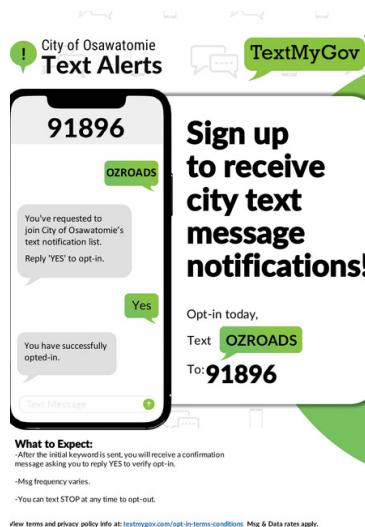 City of Osawatomie
Text Alerts
TextMyGov
91896
OZROADS
You've requested to
join City of Osawatomie's
text notification list.
Reply 'YES' to opt-in.
Yes
You have successfully
opted-in.
Text Message
Sign up
to receive
city text
message
notifications!
Opt-in today,
Text OZROADS
To: 91896
What to Expect:
-After the initial keyword is sent, you will receive a confirmation
message asking you to reply YES to verify opt-in.
-Msg frequency varies.
-You can text STOP at any time to opt-out.
View terms and privacy policy info at: textmygov.com/opt-in-terms-conditions Msg & Data rates apply.